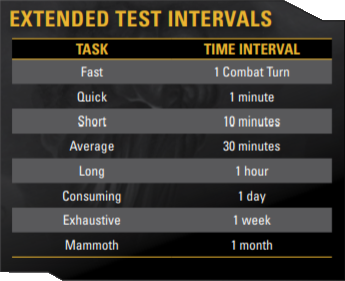 EXTENDED TEST INTERVALS
TASK TIME INTERVAL
Fast 1 Combat Turn
Quick 1 minute
Short 10 minutes
Average 30 minutes
Long 1 hour
Consuming 1 day
Exhaustive 1 week
Mammoth 1 month